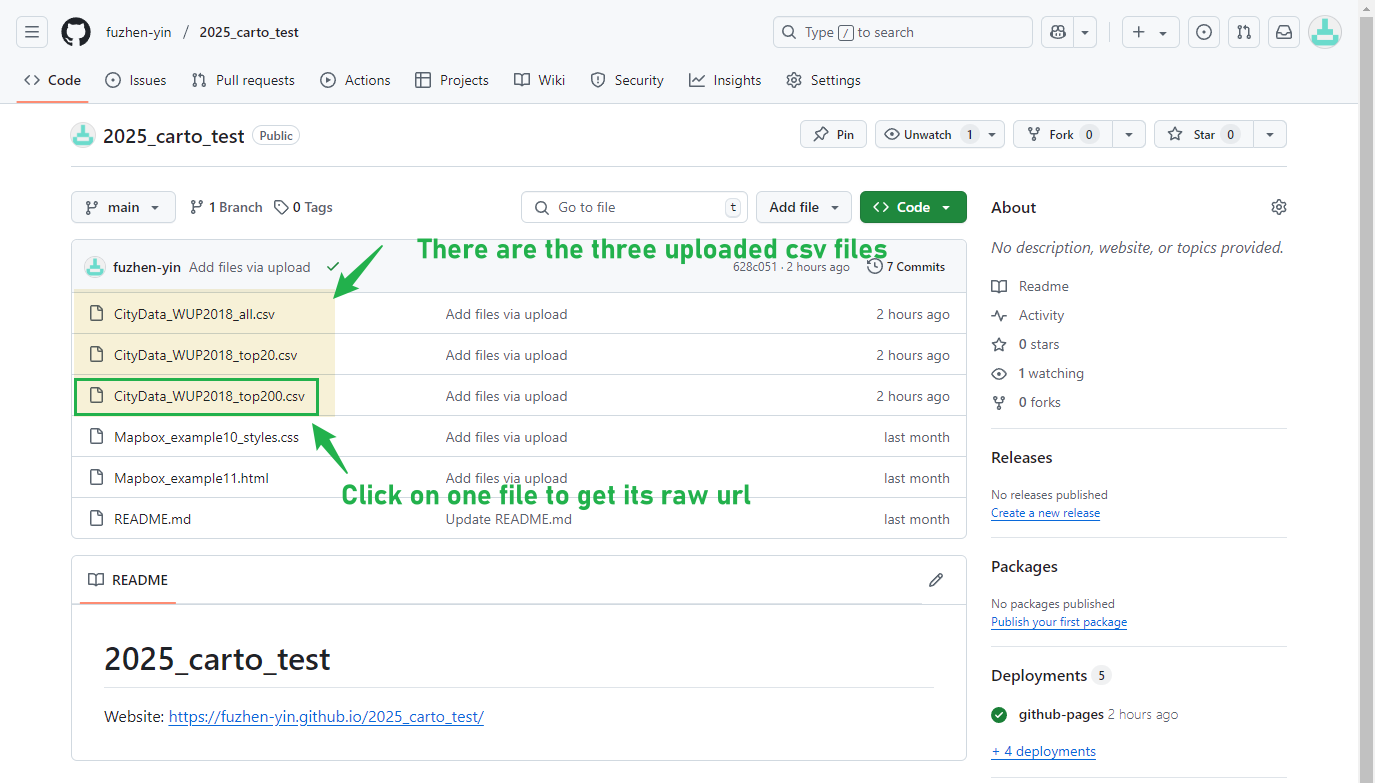 fuzhen-yin / 2025_carto_test
Type / to search
Code Issues Pull requests Actions Projects Wiki Security Insights Settings
2025_carto_test Public
Pin Unwatch 1 Fork 0 Star 0
main 1 Branch 0 Tags
Go to file t Add file Code
There are the three uploaded csv files
fuzhen-yin Add files via upload 628c051 · 2 hours ago 7 Commits
CityData_WUP2018_all.csv Add files via upload 2 hours ago
CityData_WUP2018_top20.csv Add files via upload 2 hours ago
CityData_WUP2018_top200.csv Add files via upload 2 hours ago
Mapbox_example10_styles.css Add files via upload last month
Mapbox_example11.html Add files via upload last month
Click on one file to get its raw url
README.md Update README.md last month
README
2025_carto_test
Website: https://fuzhen-yin.github.io/2025_carto_test/
About
No description, website, or topics provided.
Readme
Activity
0 stars
1 watching
0 forks
Releases
No releases published
Create a new release
Packages
No packages published
Publish your first package
Deployments 5
github-pages 2 hours ago
+ 4 deployments